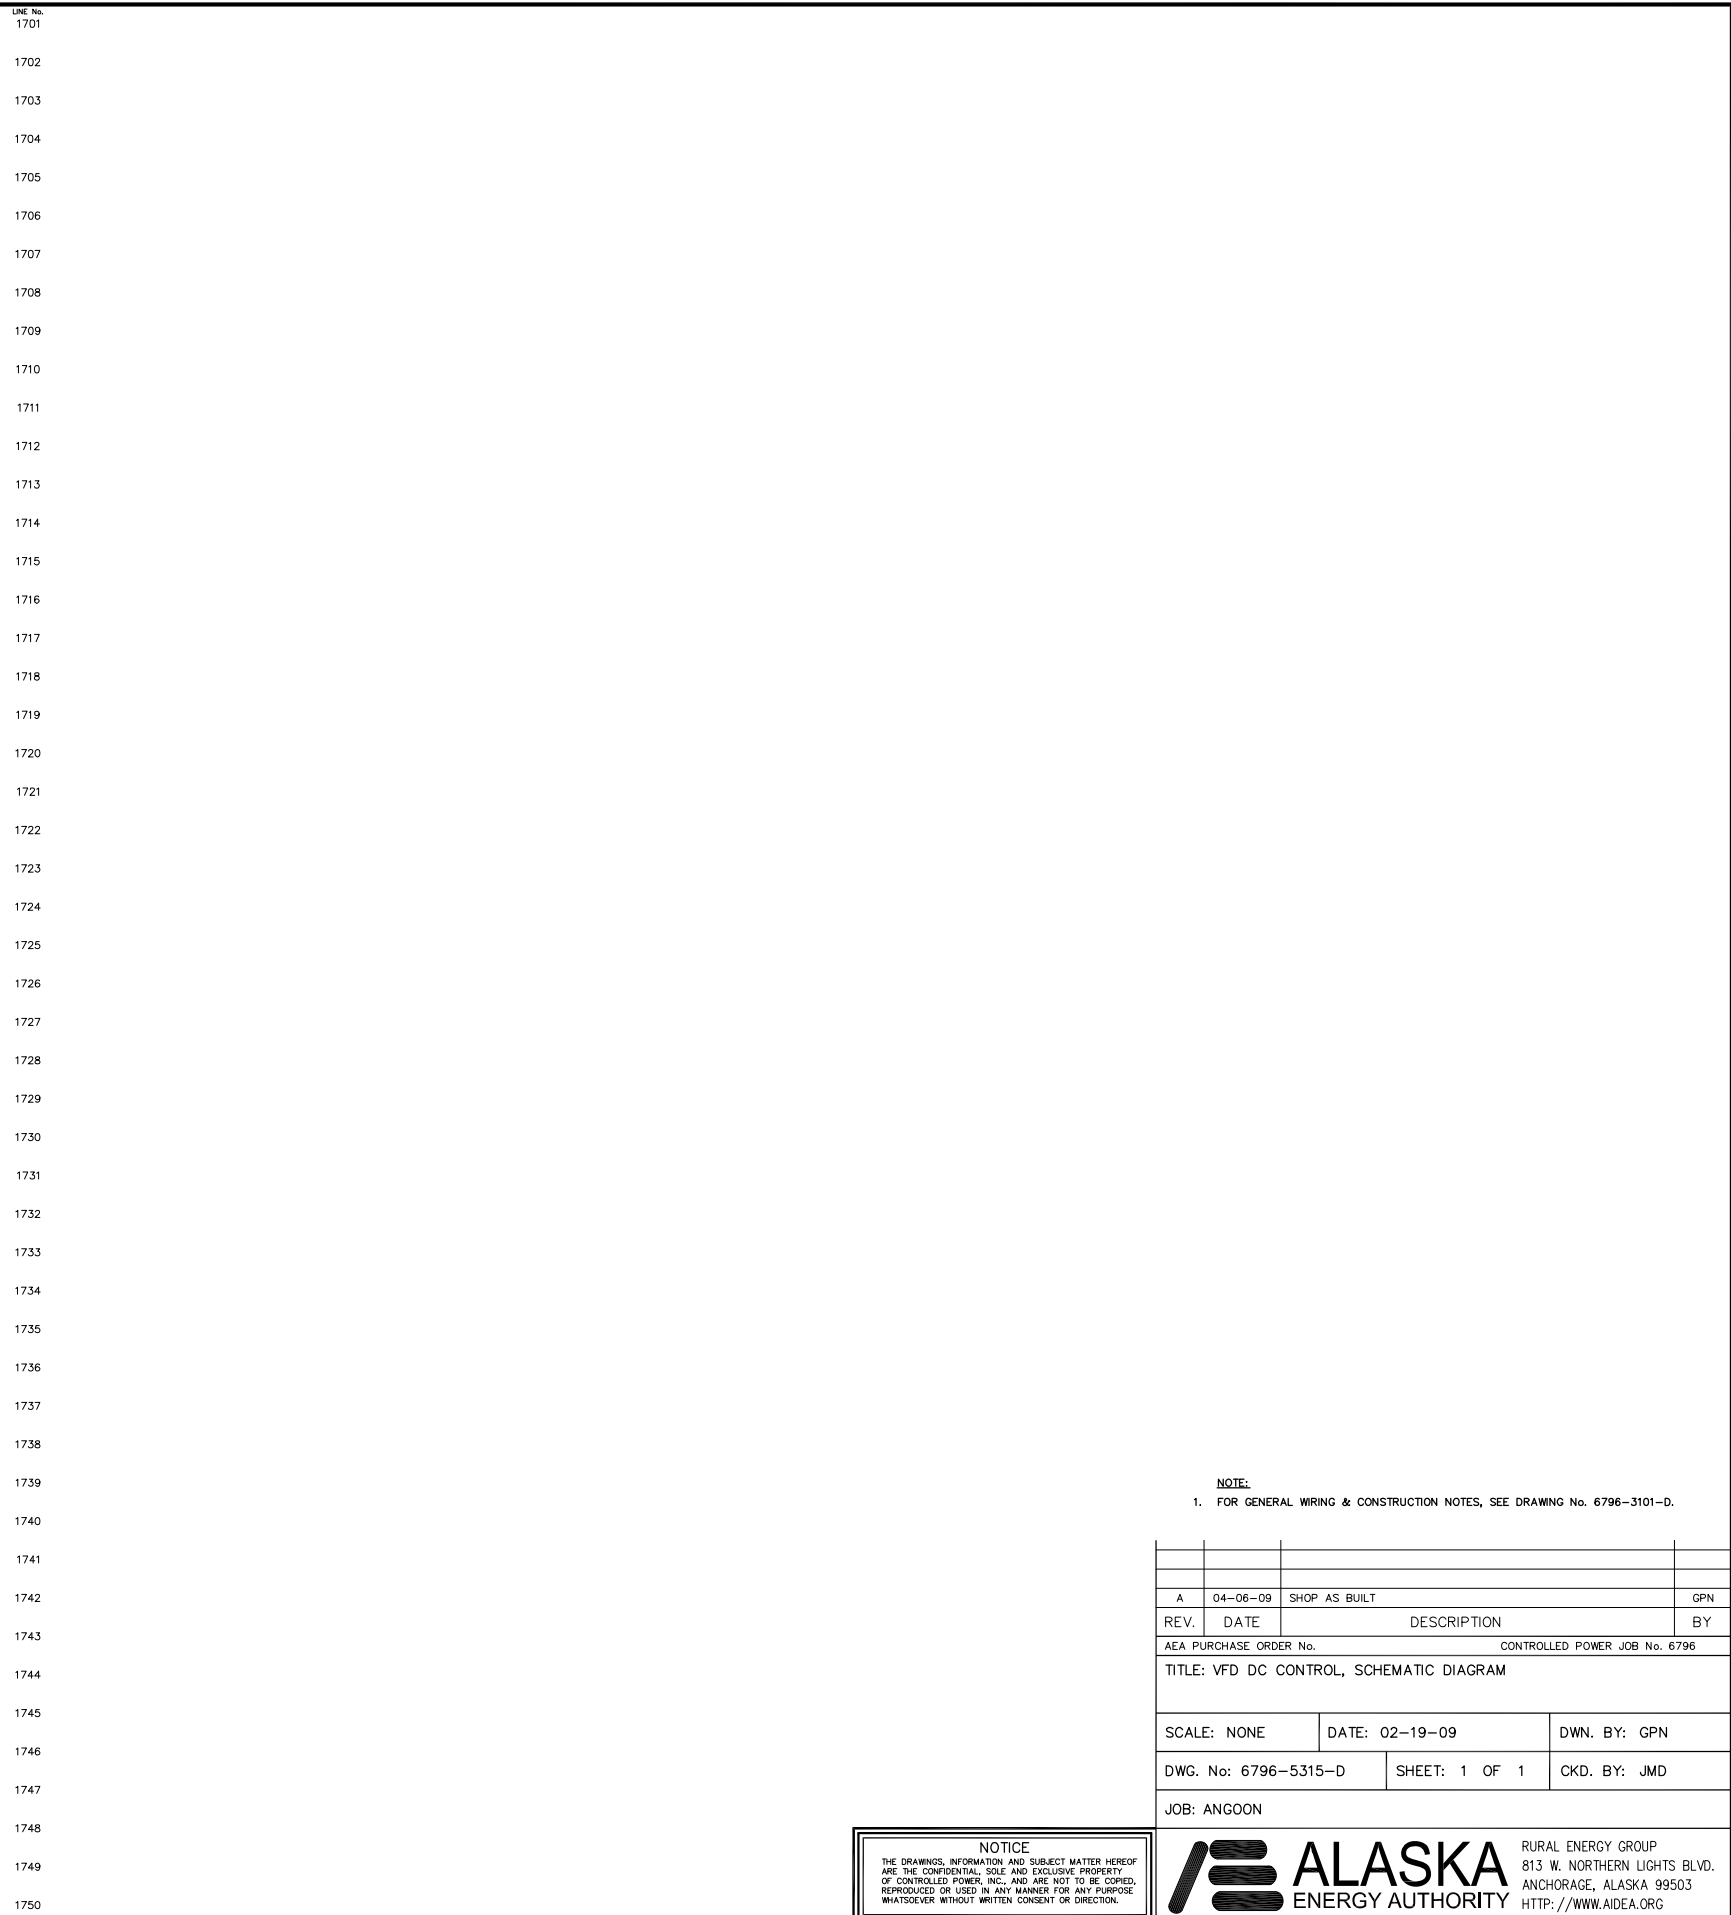 LINE No.
1701
1702
1703
1704
1705
1706
1707
1708
1709
1710
1711
1712
1713
1714
1715
1716
1717
1718
1719
1720
1721
1722
1723
1724
1725
1726
1727
1728
1729
1730
1731
1732
1733
1734
1735
1736
1737
1738
1739
1740
1741
1742
1743
1744
1745
1746
1747
1748
1749
1750
NOTE:
1. FOR GENERAL WIRING & CONSTRUCTION NOTES, SEE DRAWING No. 6796-3101-D.
A 04-06-09 SHOP AS BUILT GPN
REV. DATE DESCRIPTION BY
AEA PURCHASE ORDER No. CONTROLLED POWER JOB No. 6796
TITLE: VFD DC CONTROL, SCHEMATIC DIAGRAM
SCALE: NONE DATE: 02-19-09 DWN. BY: GPN
DWG. No: 6796-5315-D SHEET: 1 OF 1 CKD. BY: JMD
JOB: ANGOON
NOTICE
THE DRAWINGS, INFORMATION AND SUBJECT MATTER HEREOF
ARE THE CONFIDENTIAL, SOLE AND EXCLUSIVE PROPERTY
OF CONTROLLED POWER, INC., AND ARE NOT TO BE COPIED,
REPRODUCED OR USED IN ANY MANNER FOR ANY PURPOSE
WHATSOEVER WITHOUT WRITTEN CONSENT OR DIRECTION.
ALASKA
ENERGY AUTHORITY
RURAL ENERGY GROUP
813 W. NORTHERN LIGHTS BLVD.
ANCHORAGE, ALASKA 99503
HTTP://WWW.AIDEA.ORG